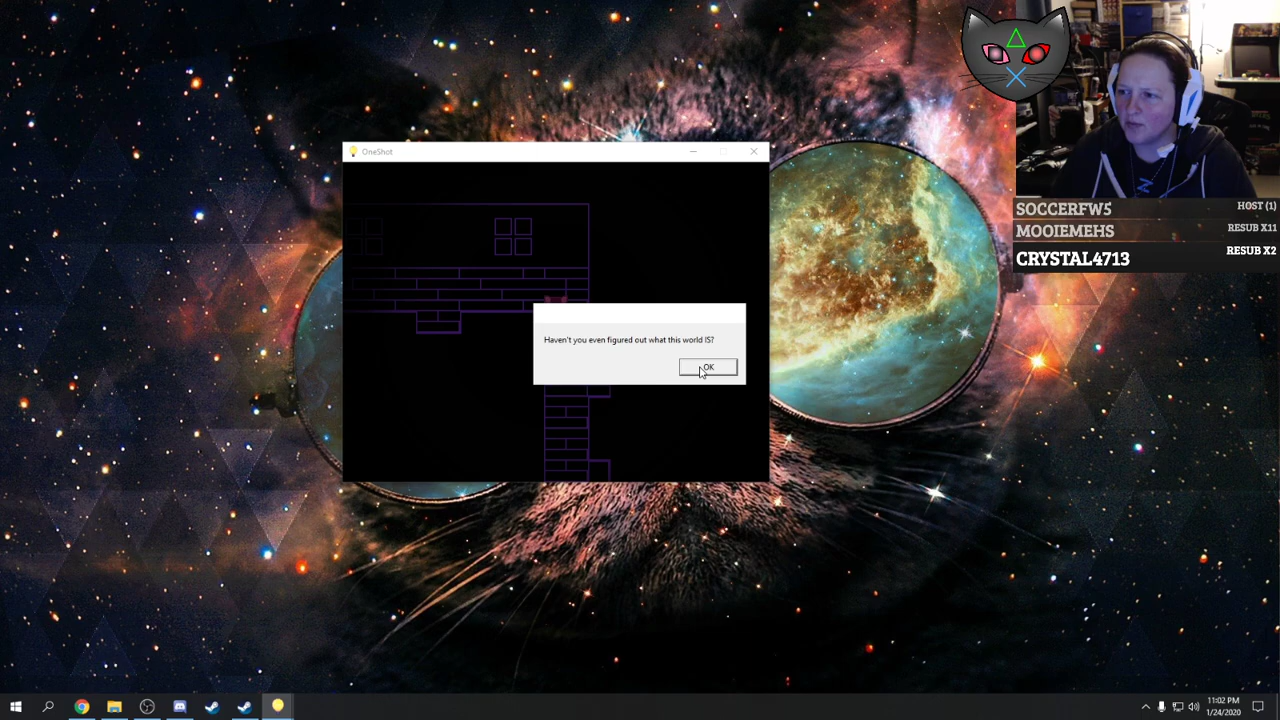 OneShot
Haven't you even figured out what this world IS?
OK
SOCCERFW5
HOST (1)
MOOIEMEHS
RESUB X11
CRYSTAL4713
RESUB X2
11:02 PM
1/24/2020